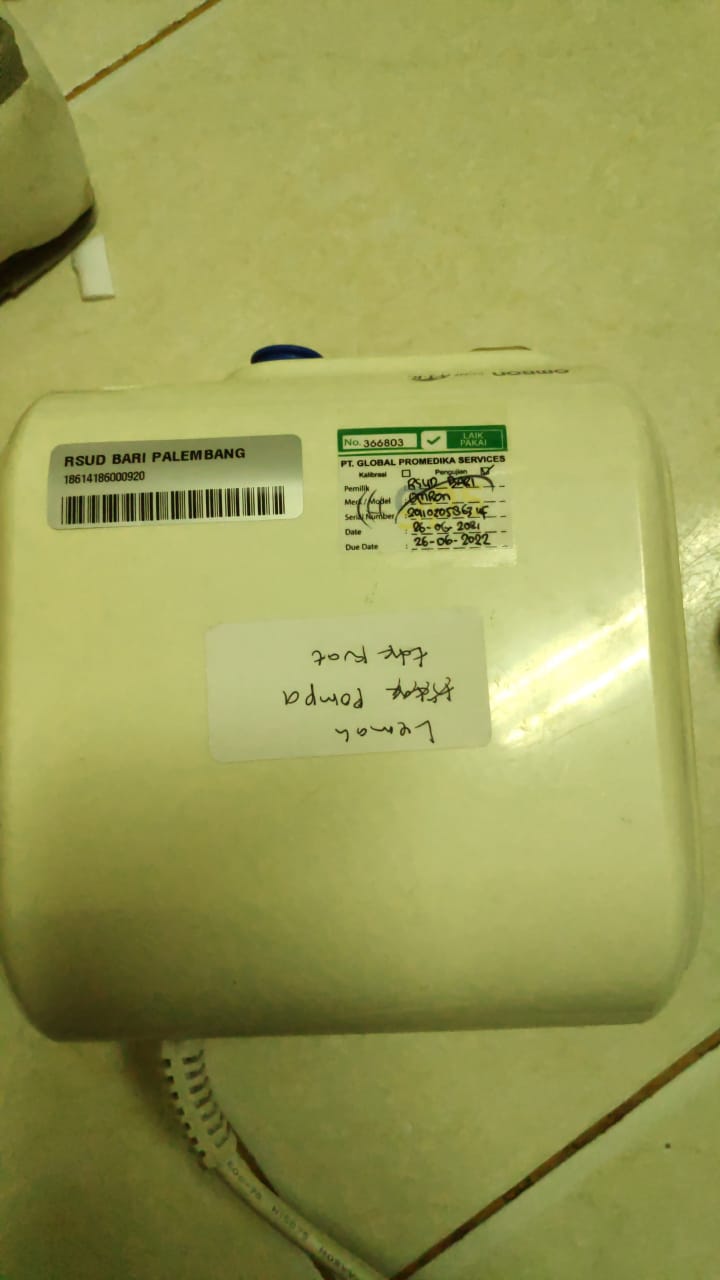 omron
RSUD BARI PALEMBANG
18614186000920
No. 366803
LAIK
PAKAI
PT. GLOBAL PROMEDIKA SERVICES
Kalibrasi Pengujian
Pemilik RSUD BARI
Merk / Model OMRON
Serial Number :
Date : 26-06-2021
Due Date : 26-06-2022
Lemah
Pompa
tdk kuat